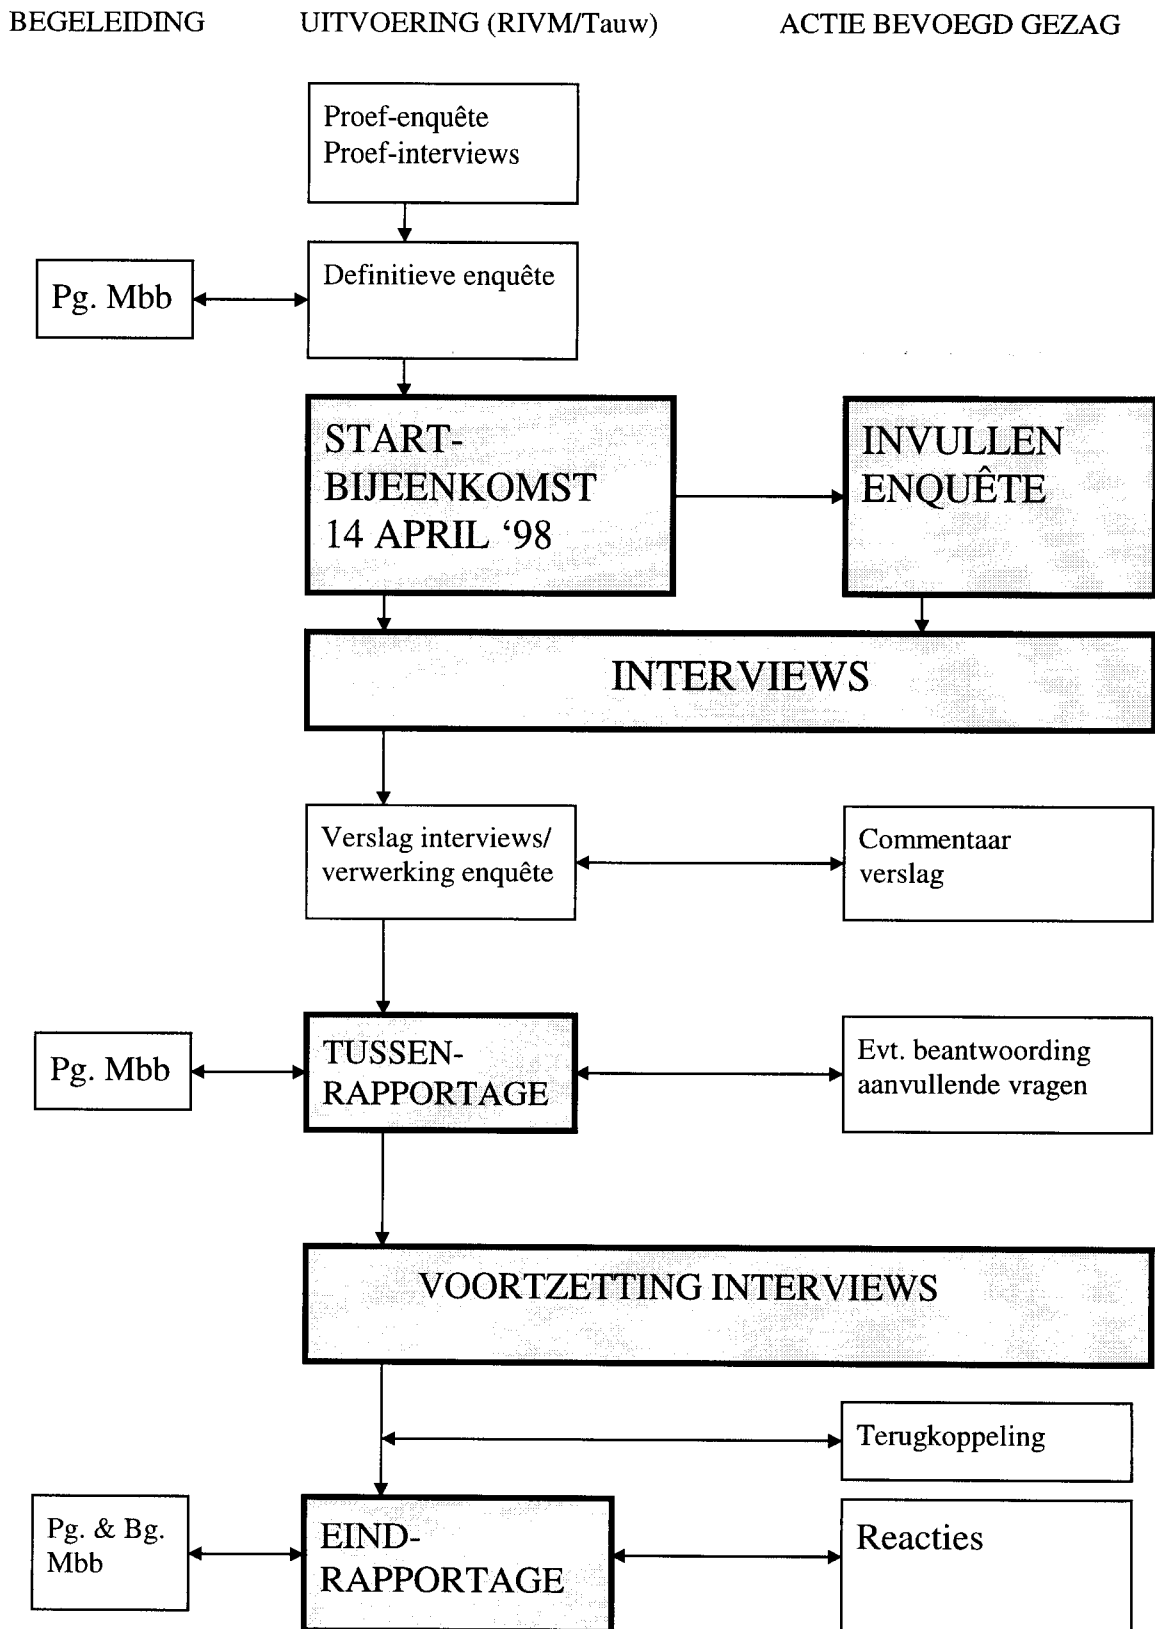 BEGELEIDING UITVOERING (RIVM/Tauw) ACTIE BEVOEGD GEZAG
Proef-enquête
Proef-interviews
Pg. Mbb
Definitieve enquête
START-
BIJEENKOMST
14 APRIL ‘98
INVULLEN
ENQUÊTE
INTERVIEWS
Verslag interviews/
verwerking enquête
Commentaar
verslag
Pg. Mbb
TUSSEN-
RAPPORTAGE
Evt. beantwoording
aanvullende vragen
VOORTZETTING INTERVIEWS
Terugkoppeling
Pg. & Bg.
Mbb
EIND-
RAPPORTAGE
Reacties